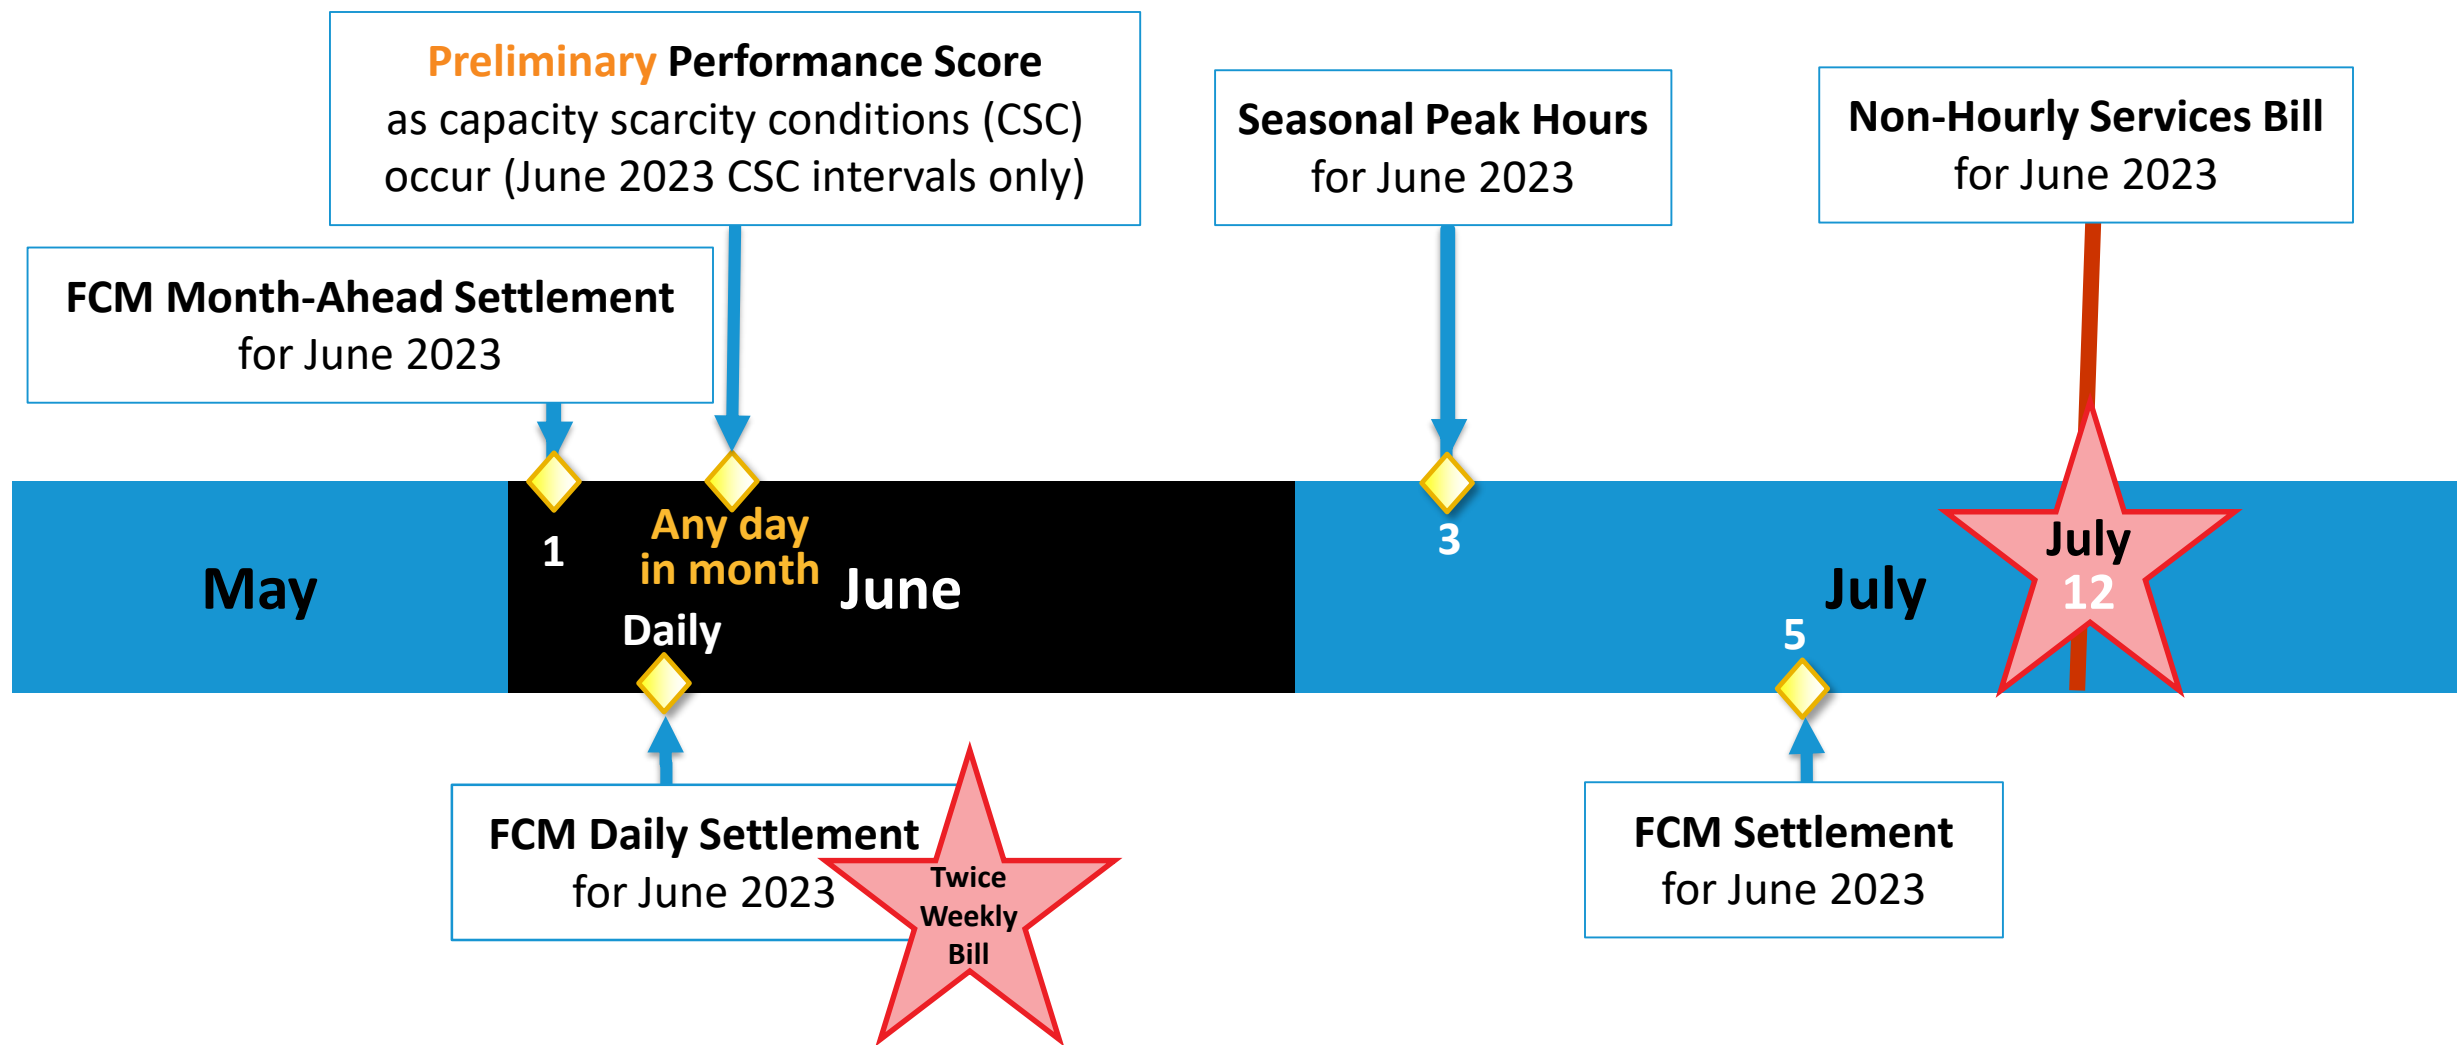 Preliminary Performance Score
as capacity scarcity conditions (CSC)
occur (June 2023 CSC intervals only)
Seasonal Peak Hours
for June 2023
Non-Hourly Services Bill
for June 2023
FCM Month-Ahead Settlement
for June 2023
May
1
Any day
in month
Daily
June
3
5
July
July
12
FCM Daily Settlement
for June 2023
Twice
Weekly
Bill
FCM Settlement
for June 2023